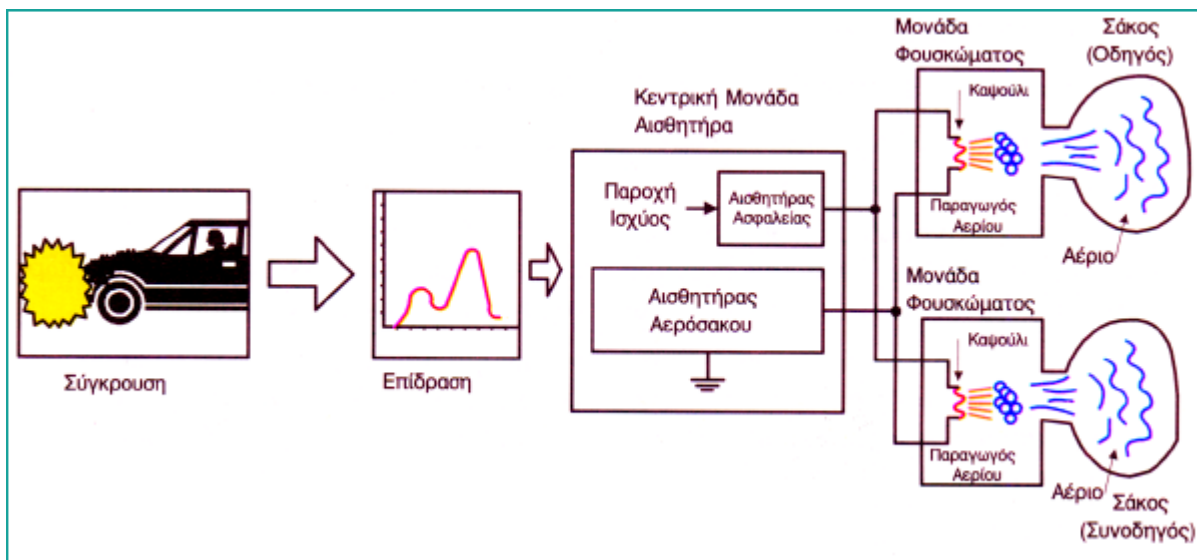 Σύγκρουση
Επίδραση
Κεντρική Μονάδα
Αισθητήρα
Παροχή
Ισχύος
Αισθητήρας
Ασφαλείας
Αισθητήρας
Αερόσακου
Μονάδα
Φουσκώματος
Καψούλι
Παραγωγός
Αερίου
Σάκος
(Οδηγός)
Αέριο
Μονάδα
Φουσκώματος
Καψούλι
Παραγωγός
Αερίου
Αέριο
Σάκος
(Συνοδηγός)